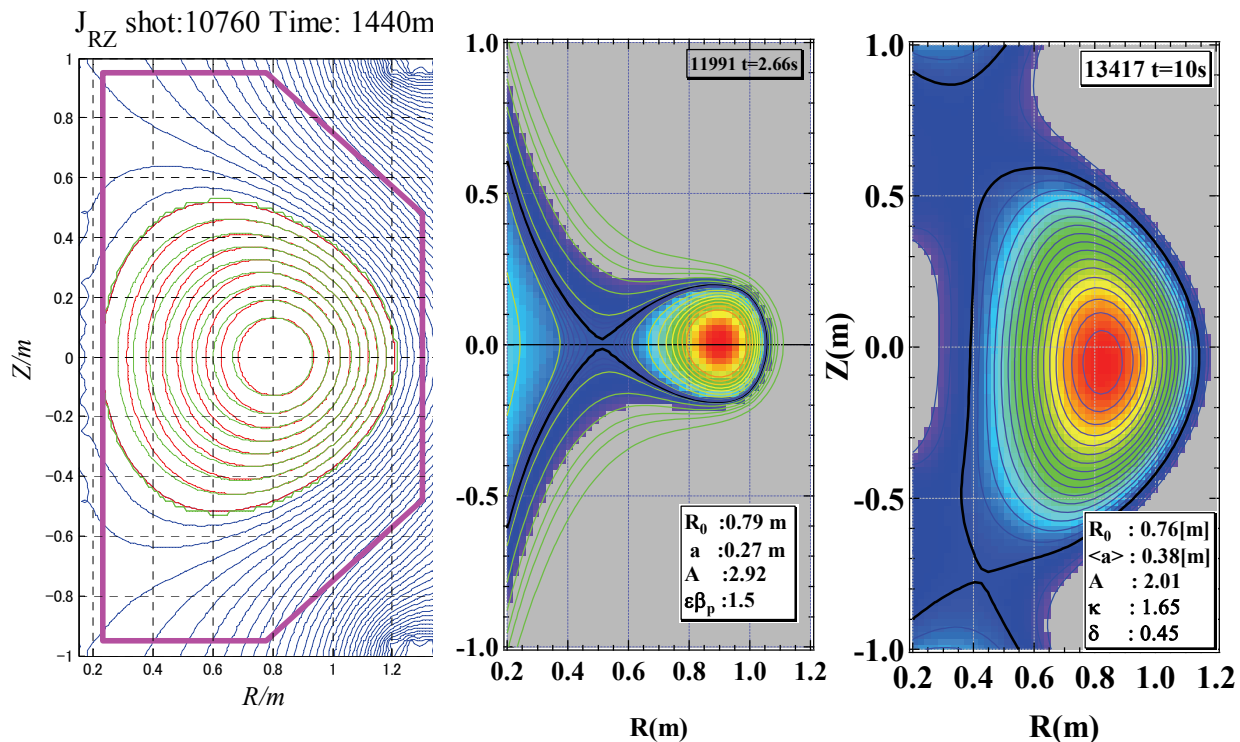 J_RZ shot:10760 Time: 1440m
1
0.8
0.6
0.4
0.2
0
-0.2
-0.4
-0.6
-0.8
-1
Z/m
0.2
0.4
0.6
0.8
1
1.2
R/m
11991 t=2.66s
1.0
0.5
0.0
-0.5
-1.0
R₀ :0.79 m
a :0.27 m
A :2.92
εβₚ :1.5
0.2
0.4
0.6
0.8
1.0
1.2
R(m)
13417 t=10s
1.0
0.5
0.0
-0.5
-1.0
Z(m)
R₀ : 0.76[m]
<a> : 0.38[m]
A : 2.01
κ : 1.65
δ : 0.45
0.2
0.4
0.6
0.8
1.0
1.2
R(m)